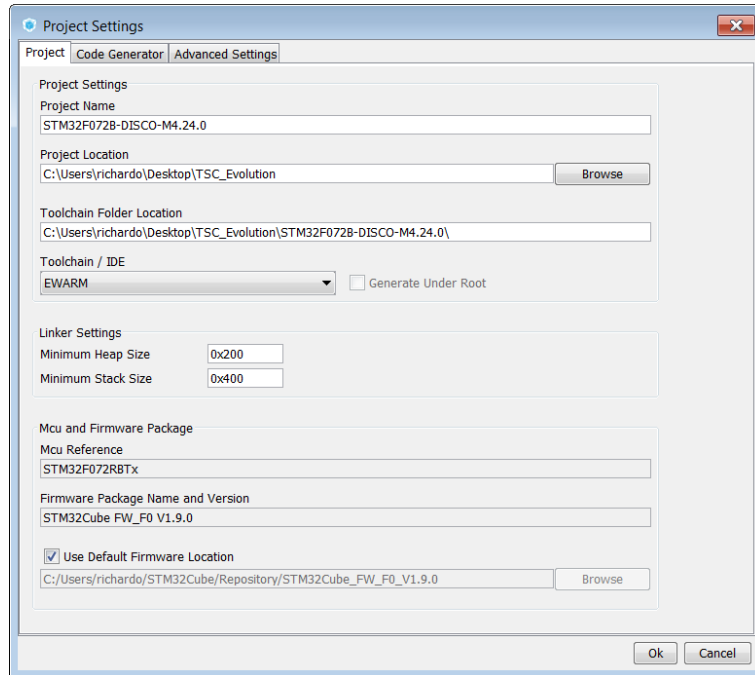 Project Settings
Project Code Generator Advanced Settings
Project Settings
Project Name
STM32F072B-DISCO-M4.24.0
Project Location
C:\Users\richardo\Desktop\TSC_Evolution Browse
Toolchain Folder Location
C:\Users\richardo\Desktop\TSC_Evolution\STM32F072B-DISCO-M4.24.0\
Toolchain / IDE
EWARM Generate Under Root
Linker Settings
Minimum Heap Size 0x200
Minimum Stack Size 0x400
Mcu and Firmware Package
Mcu Reference
STM32F072RBTx
Firmware Package Name and Version
STM32Cube FW_F0 V1.9.0
Use Default Firmware Location
C:/Users/richardo/STM32Cube/Repository/STM32Cube_FW_F0_V1.9.0 Browse
Ok Cancel